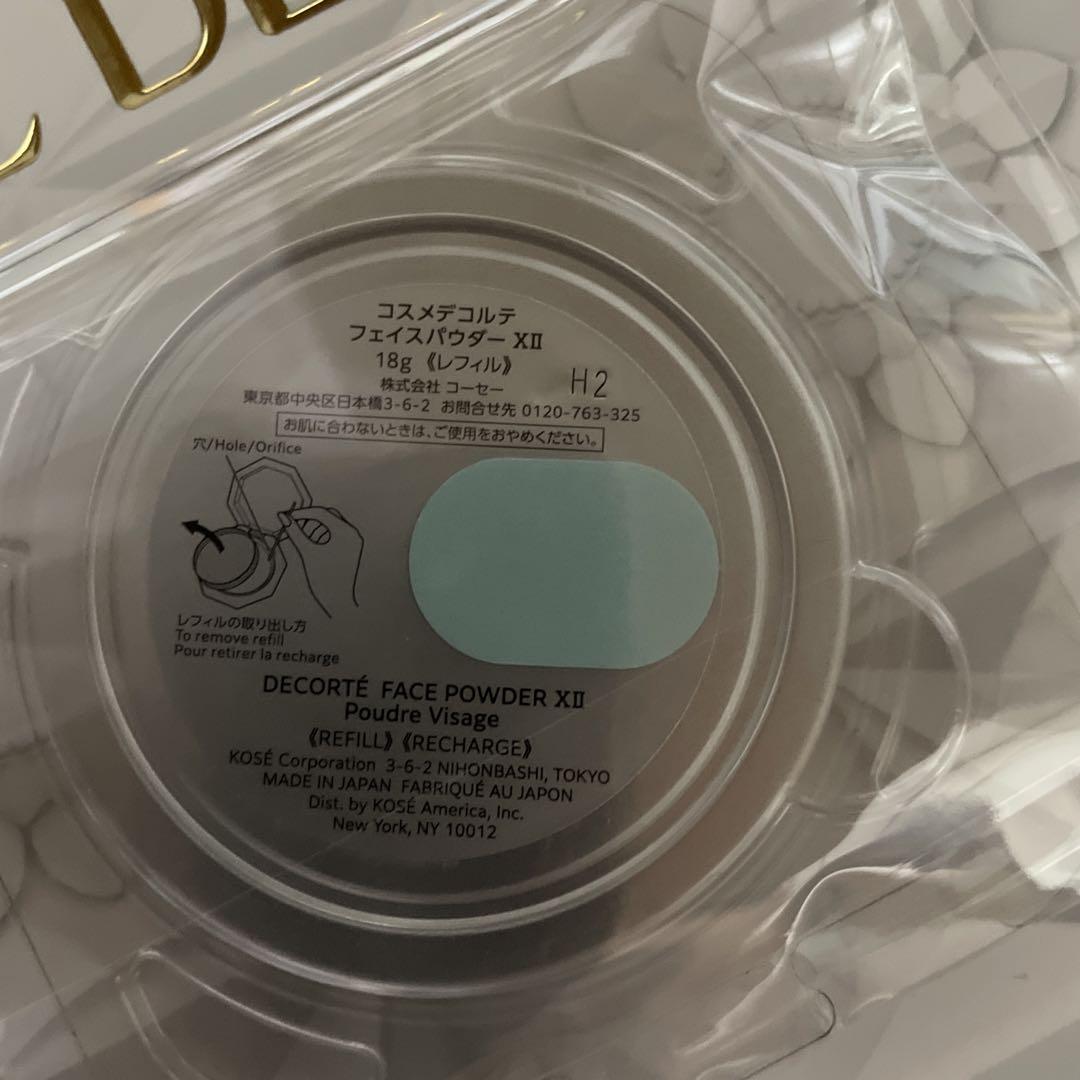 コスメデコルテ
フェイスパウダー XII
18g 《レフィル》
株式会社 コーセー
H2
東京都中央区日本橋3-6-2 お問合せ先 0120-763-325
お肌に合わないときは、ご使用をおやめください。
穴/Hole/Orifice
レフィルの取り出し方
To remove refill
Pour retirer la recharge
DECORTÉ FACE POWDER XII
Poudre Visage
《REFILL》《RECHARGE》
KOSÉ Corporation 3-6-2 NIHONBASHI, TOKYO
MADE IN JAPAN FABRIQUÉ AU JAPON
Dist. by KOSÉ America, Inc.
New York, NY 10012